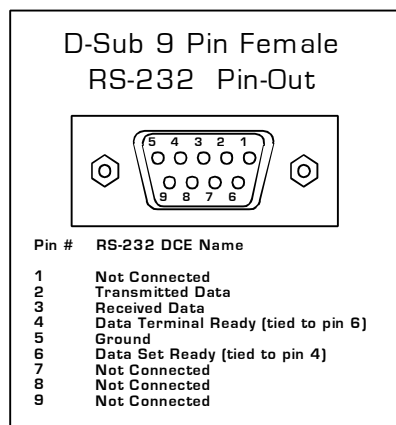 D-Sub 9 Pin Female
RS-232 Pin-Out
5 4 3 2 1
9 8 7 6
Pin # RS-232 DCE Name
1 Not Connected
2 Transmitted Data
3 Received Data
4 Data Terminal Ready (tied to pin 6)
5 Ground
6 Data Set Ready (tied to pin 4)
7 Not Connected
8 Not Connected
9 Not Connected